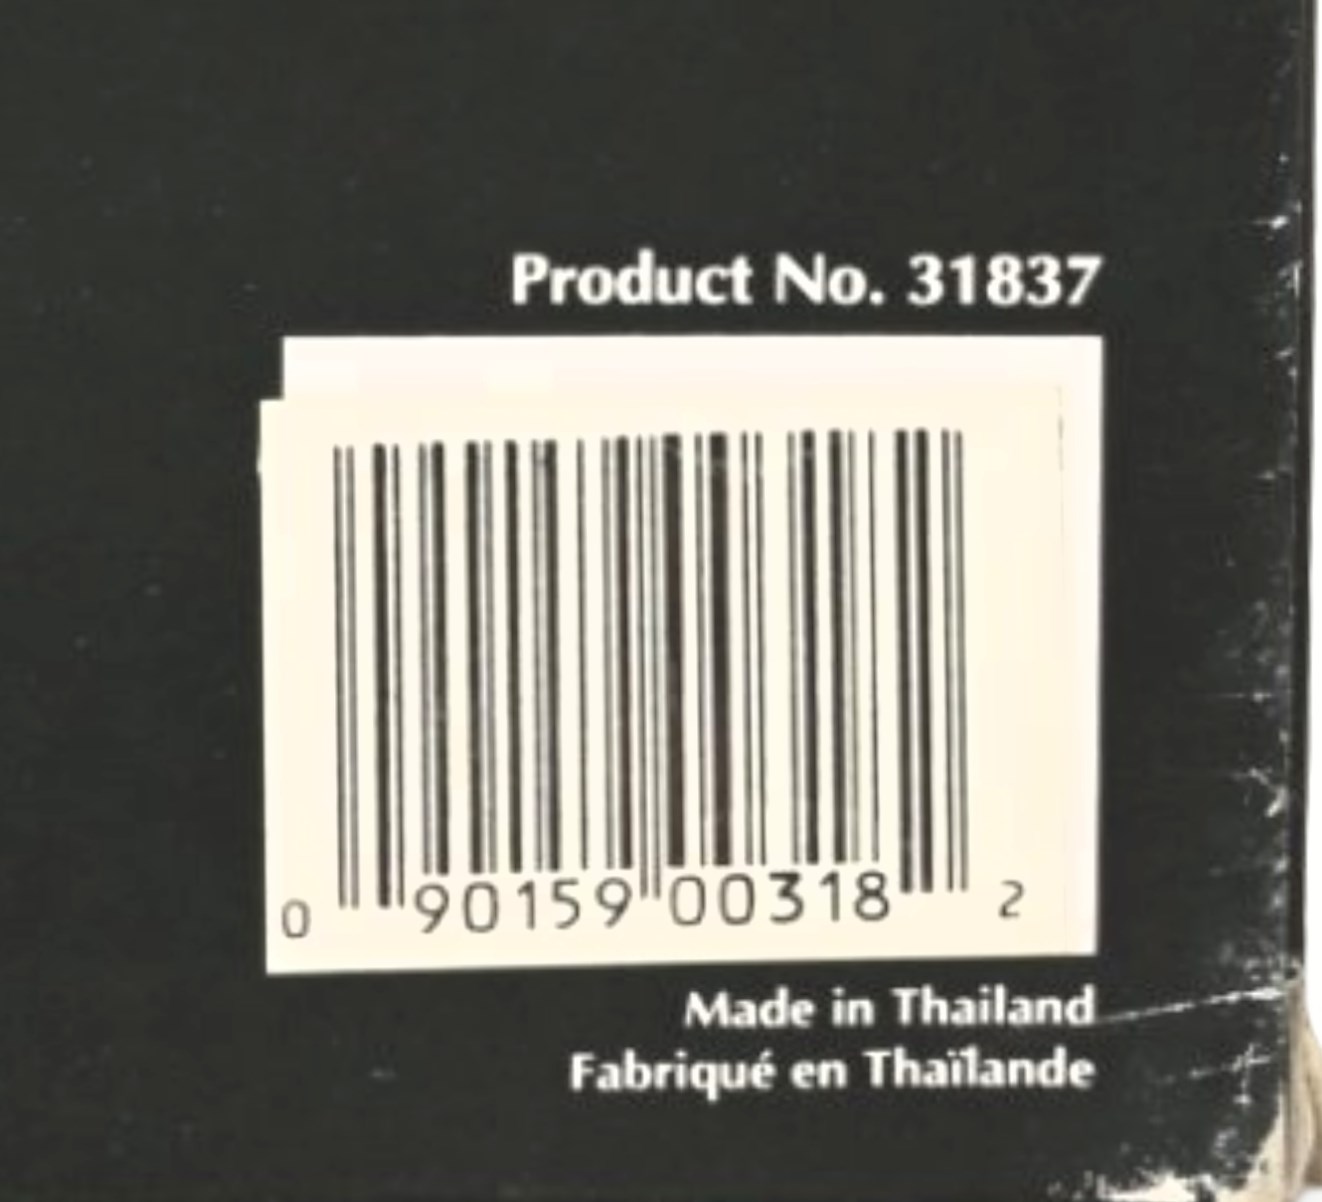 Product No. 31837
0 90159 00318 2
Made in Thailand
Fabriqué en Thaïlande